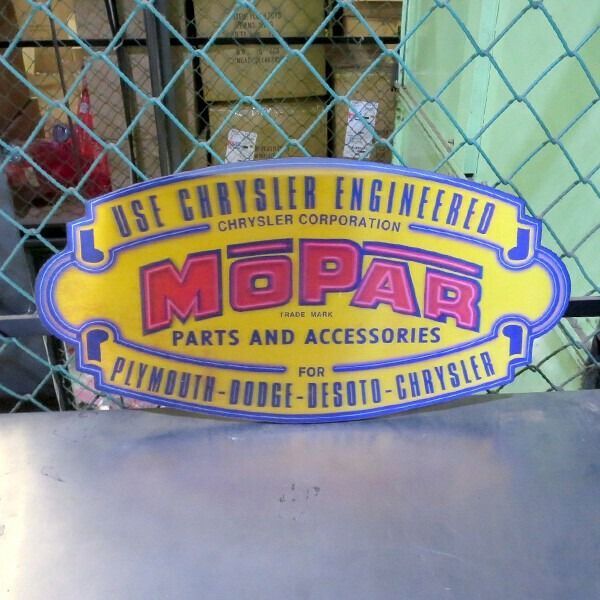 USE CHRYSLER ENGINEERED
CHRYSLER CORPORATION
MOPAR
TRADE MARK
PARTS AND ACCESSORIES
FOR
PLYMOUTH-DODGE-DESOTO-CHRYSLER